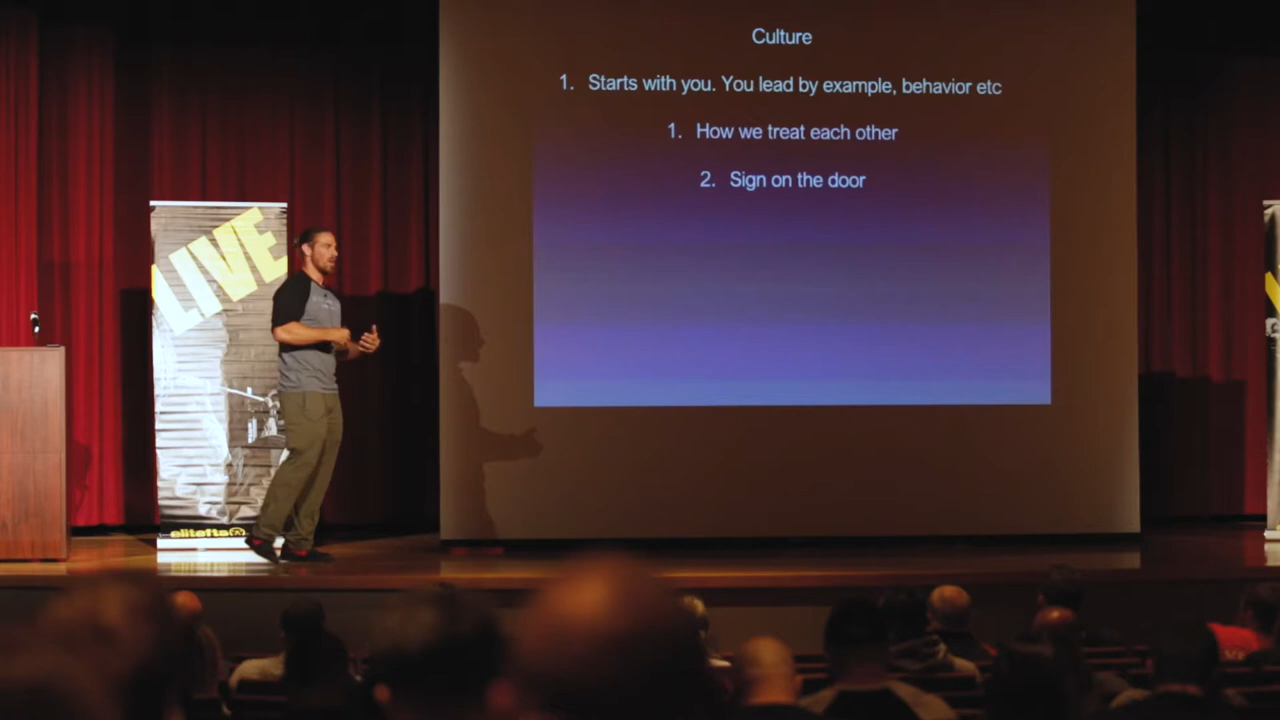 Culture
1. Starts with you. You lead by example, behavior etc
1. How we treat each other
2. Sign on the door
LIVE
elitefts